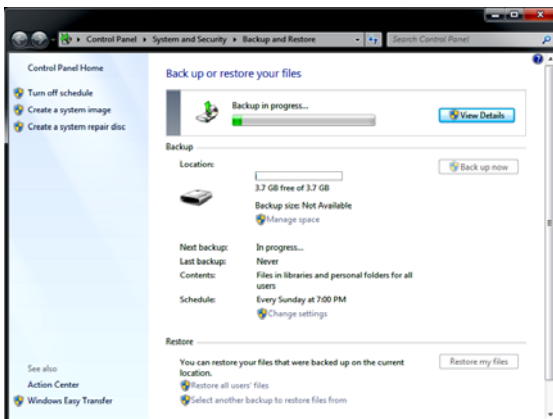 Control Panel ▸ System and Security ▸ Backup and Restore
Search Control Panel
Control Panel Home
Turn off schedule
Create a system image
Create a system repair disc
See also
Action Center
Windows Easy Transfer
Back up or restore your files
Backup in progress...
View Details
Backup
Location:
3.7 GB free of 3.7 GB
Back up now
Backup size: Not Available
Manage space
Next backup: In progress...
Last backup: Never
Contents: Files in libraries and personal folders for all
users
Schedule: Every Sunday at 7:00 PM
Change settings
Restore
You can restore your files that were backed up on the current
location.
Restore my files
Restore all users' files
Select another backup to restore files from